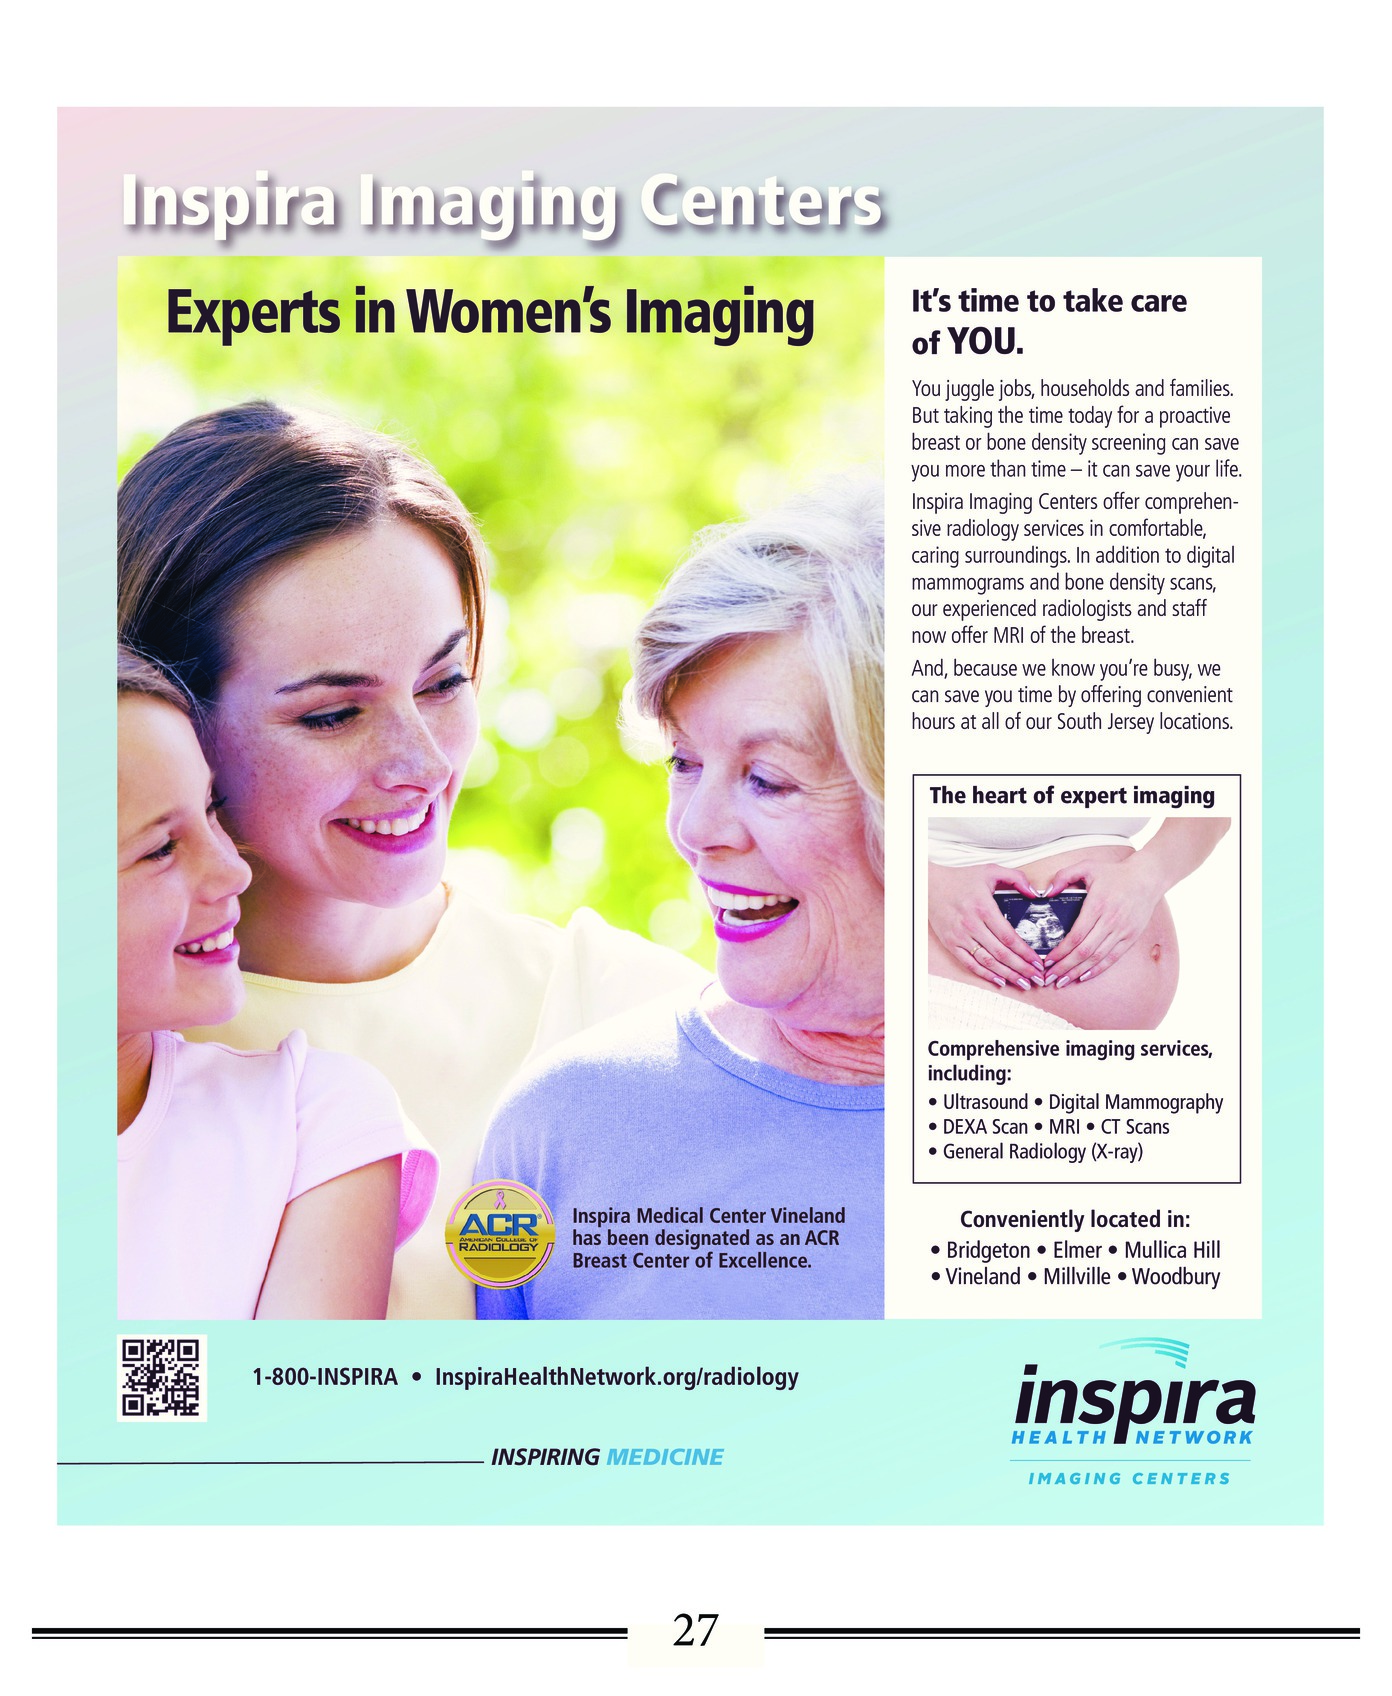 Inspira Imaging Centers
Experts in Women's Imaging
It's time to take care
of YOU.
You juggle jobs, households and families.
But taking the time today for a proactive
breast or bone density screening can save
you more than time – it can save your life.
Inspira Imaging Centers offer comprehen-
sive radiology services in comfortable,
caring surroundings. In addition to digital
mammograms and bone density scans,
our experienced radiologists and staff
now offer MRI of the breast.
And, because we know you're busy, we
can save you time by offering convenient
hours at all of our South Jersey locations.
The heart of expert imaging
Comprehensive imaging services,
including:
• Ultrasound • Digital Mammography
• DEXA Scan • MRI • CT Scans
• General Radiology (X-ray)
Conveniently located in:
• Bridgeton • Elmer • Mullica Hill
• Vineland • Millville • Woodbury
ACR®
AMERICAN COLLEGE OF
RADIOLOGY
Inspira Medical Center Vineland
has been designated as an ACR
Breast Center of Excellence.
1-800-INSPIRA • InspiraHealthNetwork.org/radiology
INSPIRING MEDICINE
inspira
HEALTH NETWORK
IMAGING CENTERS
27